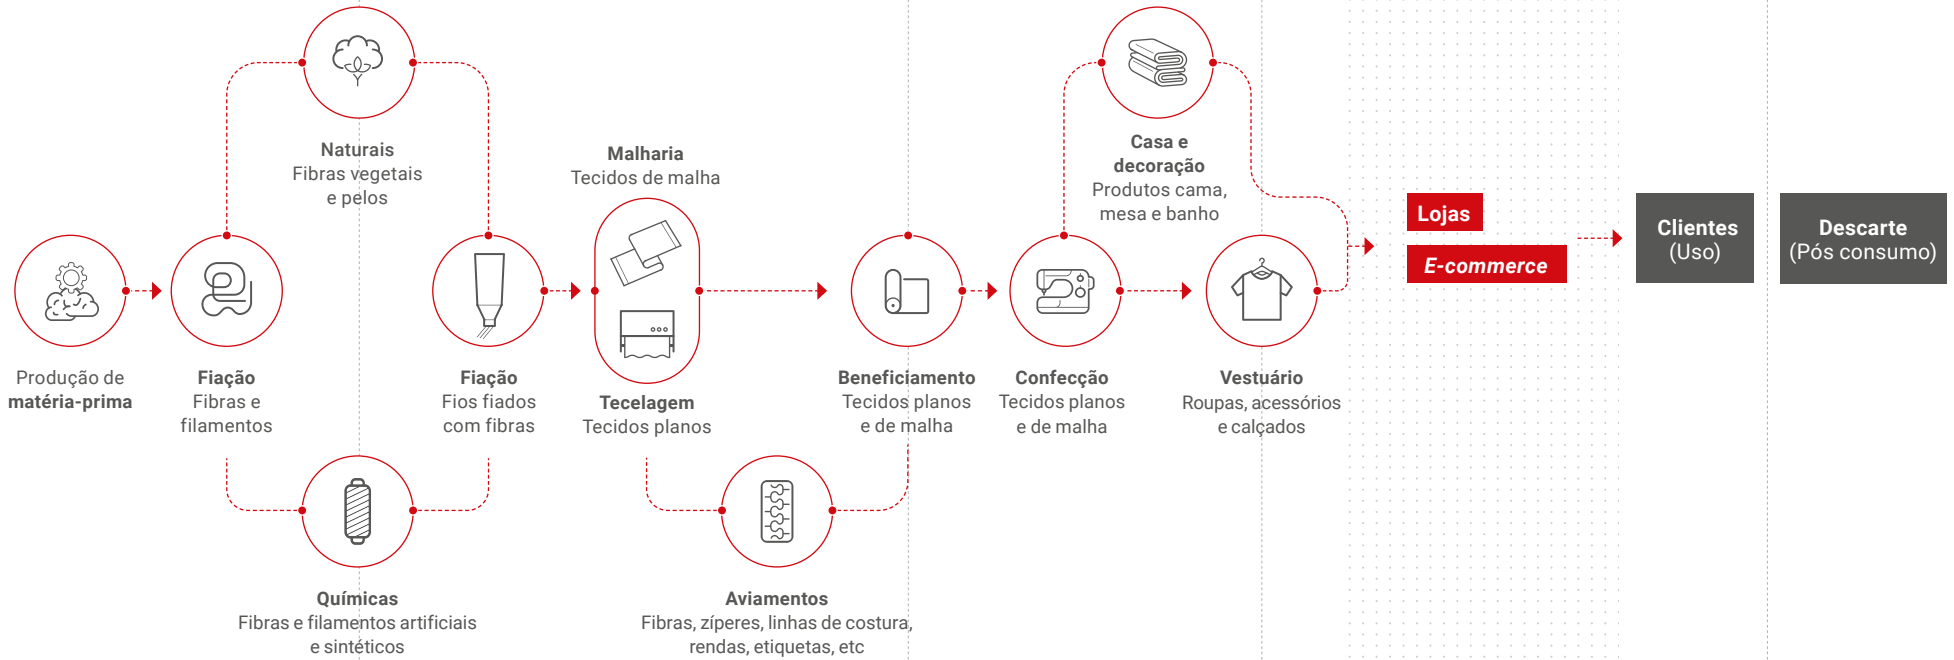 Naturais
Fibras vegetais
e pelos
Malharia
Tecidos de malha
Casa e
decoração
Produtos cama,
mesa e banho
Lojas
E-commerce
Clientes
(Uso)
Descarte
(Pós consumo)
Produção de
matéria-prima
Fiação
Fibras e
filamentos
Fiação
Fios fiados
com fibras
Tecelagem
Tecidos planos
Beneficiamento
Tecidos planos
e de malha
Confecção
Tecidos planos
e de malha
Vestuário
Roupas, acessórios
e calçados
Químicas
Fibras e filamentos artificiais
e sintéticos
Aviamentos
Fibras, zíperes, linhas de costura,
rendas, etiquetas, etc